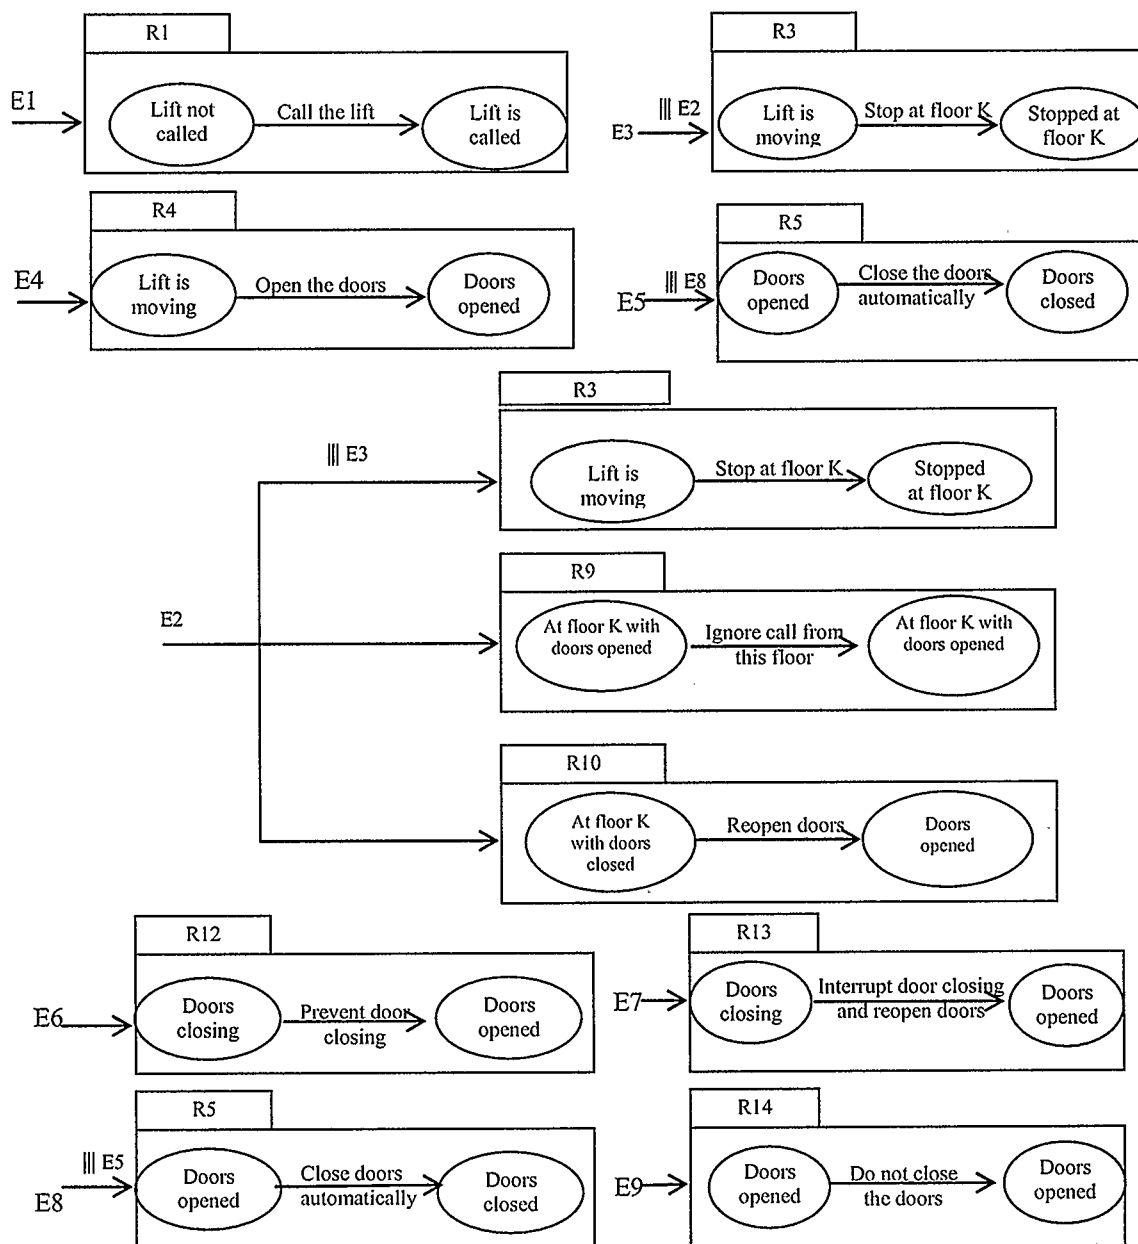 R1
E1
Lift not
called
Call the lift
Lift is
called
R3
||| E2
E3
Lift is
moving
Stop at floor K
Stopped at
floor K
R4
E4
Lift is
moving
Open the doors
Doors
opened
R5
||| E8
E5
Doors
opened
Close the doors
automatically
Doors
closed
R3
||| E3
Lift is
moving
Stop at floor K
Stopped
at floor K
E2
R9
At floor K with
doors opened
Ignore call from
this floor
At floor K with
doors opened
R10
At floor K
with doors
closed
Reopen doors
Doors
opened
R12
E6
Doors
closing
Prevent door
closing
Doors
opened
R13
E7
Doors
closing
Interrupt door closing
and reopen doors
Doors
opened
R5
||| E5
E8
Doors
opened
Close doors
automatically
Doors
closed
R14
E9
Doors
opened
Do not close
the doors
Doors
opened